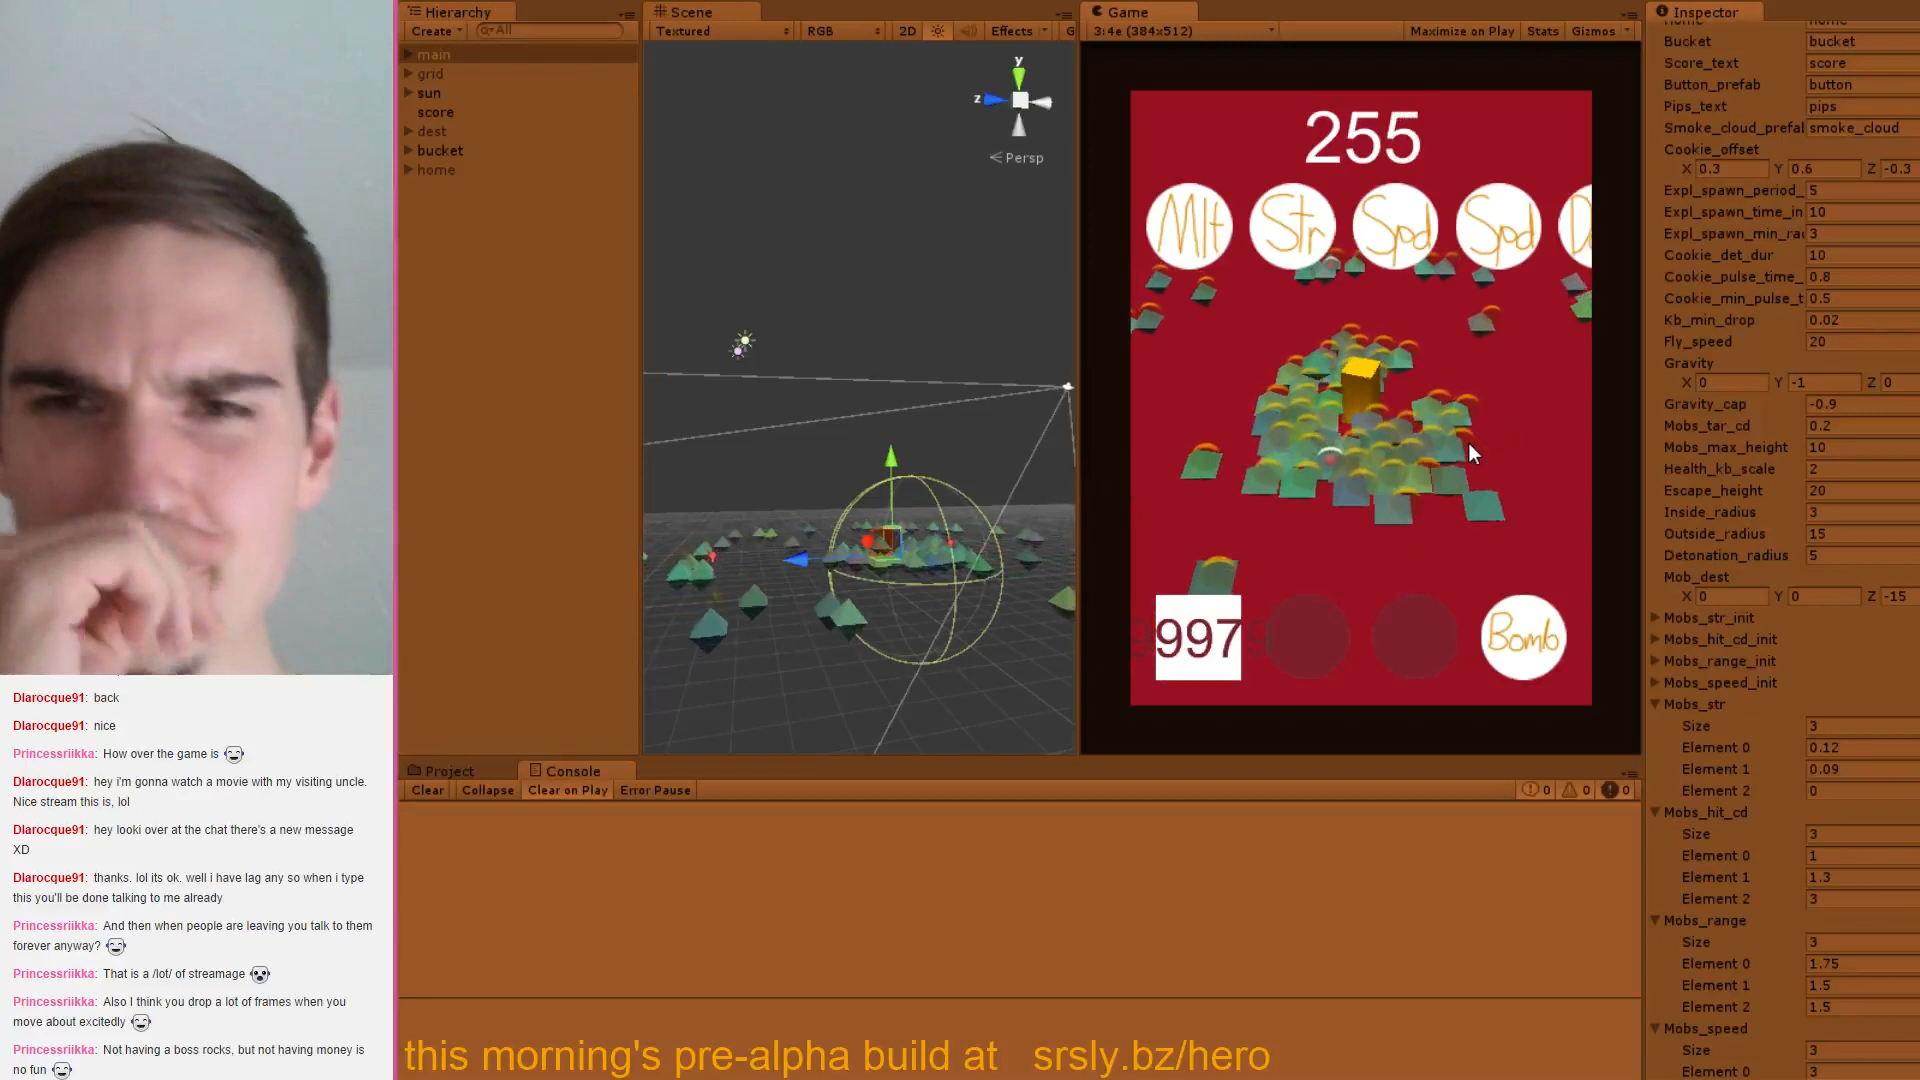 Dlarocque91: back
Dlarocque91: nice
Princessriikka: How over the game is
Dlarocque91: hey i'm gonna watch a movie with my visiting uncle.
Nice stream this is, lol
Dlarocque91: hey looki over at the chat there's a new message
XD
Dlarocque91: thanks. lol its ok. well i have lag any so when i type
this you'll be done talking to me already
Princessriikka: And then when people are leaving you talk to them
forever anyway?
Princessriikka: That is a /lot/ of streamage
Princessriikka: Also I think you drop a lot of frames when you
move about excitedly
Princessriikka: Not having a boss rocks, but not having money is
no fun
Hierarchy
Create
All
main
grid
sun
score
dest
bucket
home
Scene
Textured
RGB
2D
Effects
G
y
z
Persp
Game
3:4e (384x512)
Maximize on Play
Stats
Gizmos
255
Mlt
Str
Spd
Spd
9997
Bomb
Project
Console
Clear
Collapse
Clear on Play
Error Pause
0
0
0
this morning's pre-alpha build at srsly.bz/hero
Inspector
Bucket bucket
Score_text score
Button_prefab button
Pips_text pips
Smoke_cloud_prefal smoke_cloud
Cookie_offset
X 0.3 Y 0.6 Z -0.3
Expl_spawn_period_ 5
Expl_spawn_time_in 10
Expl_spawn_min_rac 3
Cookie_det_dur 10
Cookie_pulse_time_ 0.8
Cookie_min_pulse_t 0.5
Kb_min_drop 0.02
Fly_speed 20
Gravity
X 0 Y -1 Z 0
Gravity_cap -0.9
Mobs_tar_cd 0.2
Mobs_max_height 10
Health_kb_scale 2
Escape_height 20
Inside_radius 3
Outside_radius 15
Detonation_radius 5
Mob_dest
X 0 Y 0 Z -15
Mobs_str_init
Mobs_hit_cd_init
Mobs_range_init
Mobs_speed_init
Mobs_str
Size 3
Element 0 0.12
Element 1 0.09
Element 2 0
Mobs_hit_cd
Size 3
Element 0 1
Element 1 1.3
Element 2 3
Mobs_range
Size 3
Element 0 1.75
Element 1 1.5
Element 2 1.5
Mobs_speed
Size 3
Element 0 3